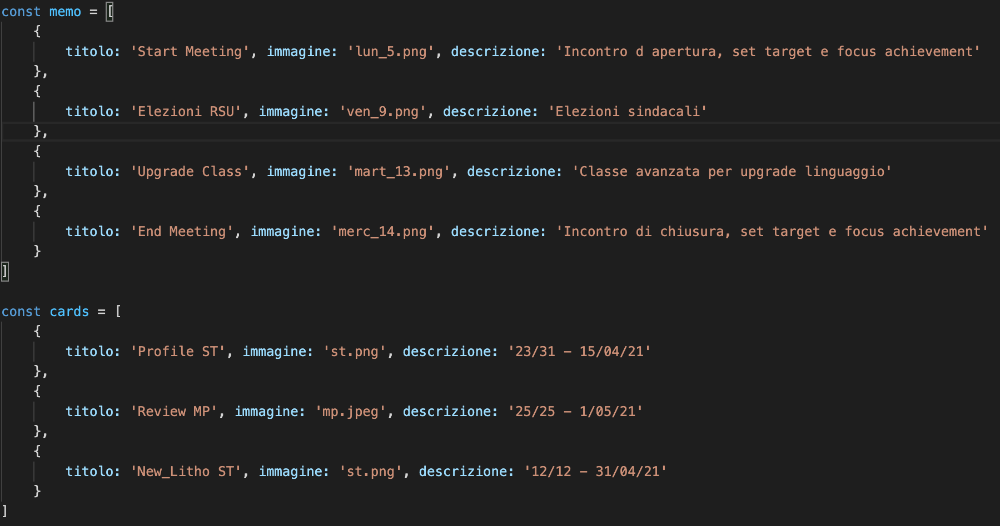 const memo = [
    {
        titolo: 'Start Meeting', immagine: 'lun_5.png', descrizione: 'Incontro d apertura, set target e focus achievement'
    },
    {
        titolo: 'Elezioni RSU', immagine: 'ven_9.png', descrizione: 'Elezioni sindacali'
    },
    {
        titolo: 'Upgrade Class', immagine: 'mart_13.png', descrizione: 'Classe avanzata per upgrade linguaggio'
    },
    {
        titolo: 'End Meeting', immagine: 'merc_14.png', descrizione: 'Incontro di chiusura, set target e focus achievement'
    }
]

const cards = [
    {
        titolo: 'Profile ST', immagine: 'st.png', descrizione: '23/31 - 15/04/21'
    },
    {
        titolo: 'Review MP', immagine: 'mp.jpeg', descrizione: '25/25 - 1/05/21'
    },
    {
        titolo: 'New_Litho ST', immagine: 'st.png', descrizione: '12/12 - 31/04/21'
    }
]